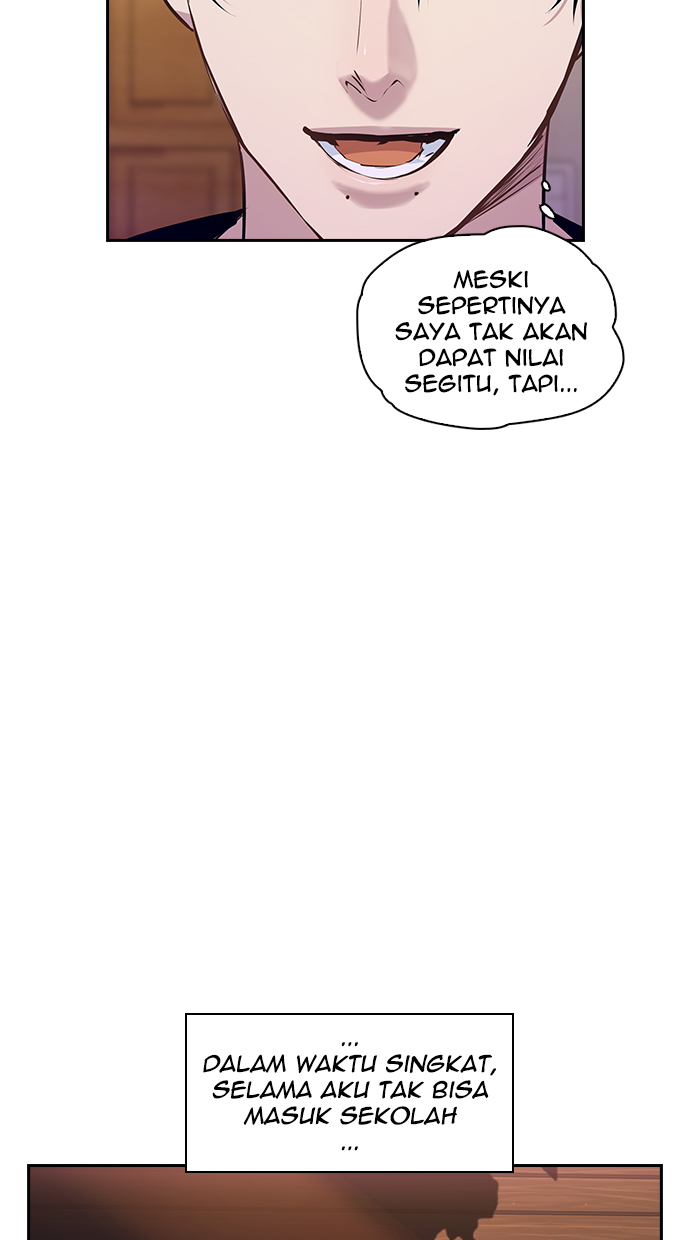 MESKI
SEPERTINYA
SAYA TAK AKAN
DAPAT NILAI
SEGITU, TAPI...
...
DALAM WAKTU SINGKAT,
SELAMA AKU TAK BISA
MASUK SEKOLAH
...